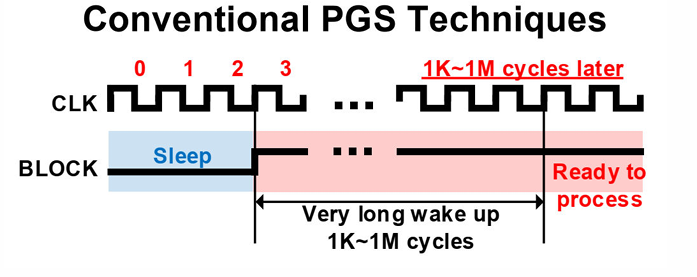 Conventional PGS Techniques
0 1 2 3 1K~1M cycles later
CLK
BLOCK Sleep
Ready to
process
Very long wake up
1K~1M cycles